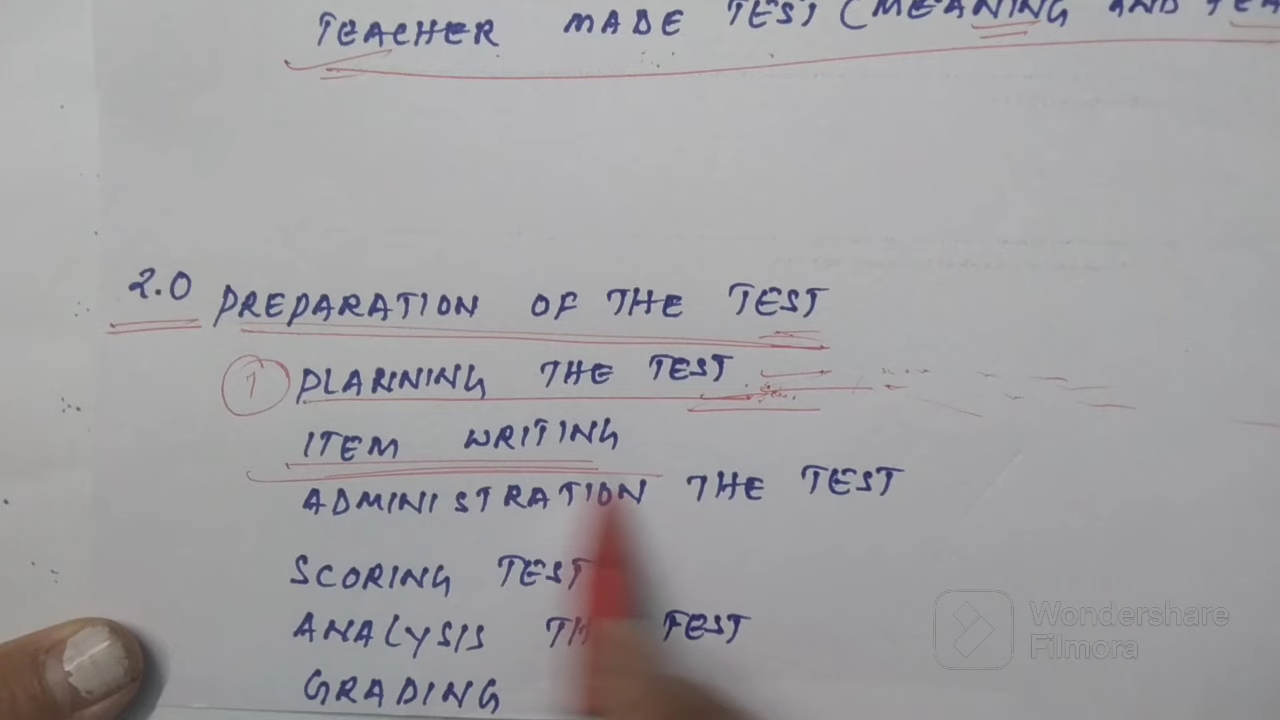 TEACHER MADE TEST (MEANING AND
2.0 PREPARATION OF THE TEST
1 PLANNING THE TEST
ITEM WRITING
ADMINISTRATION THE TEST
SCORING TEST
ANALYSIS TEST
GRADING
Wondershare
Filmora